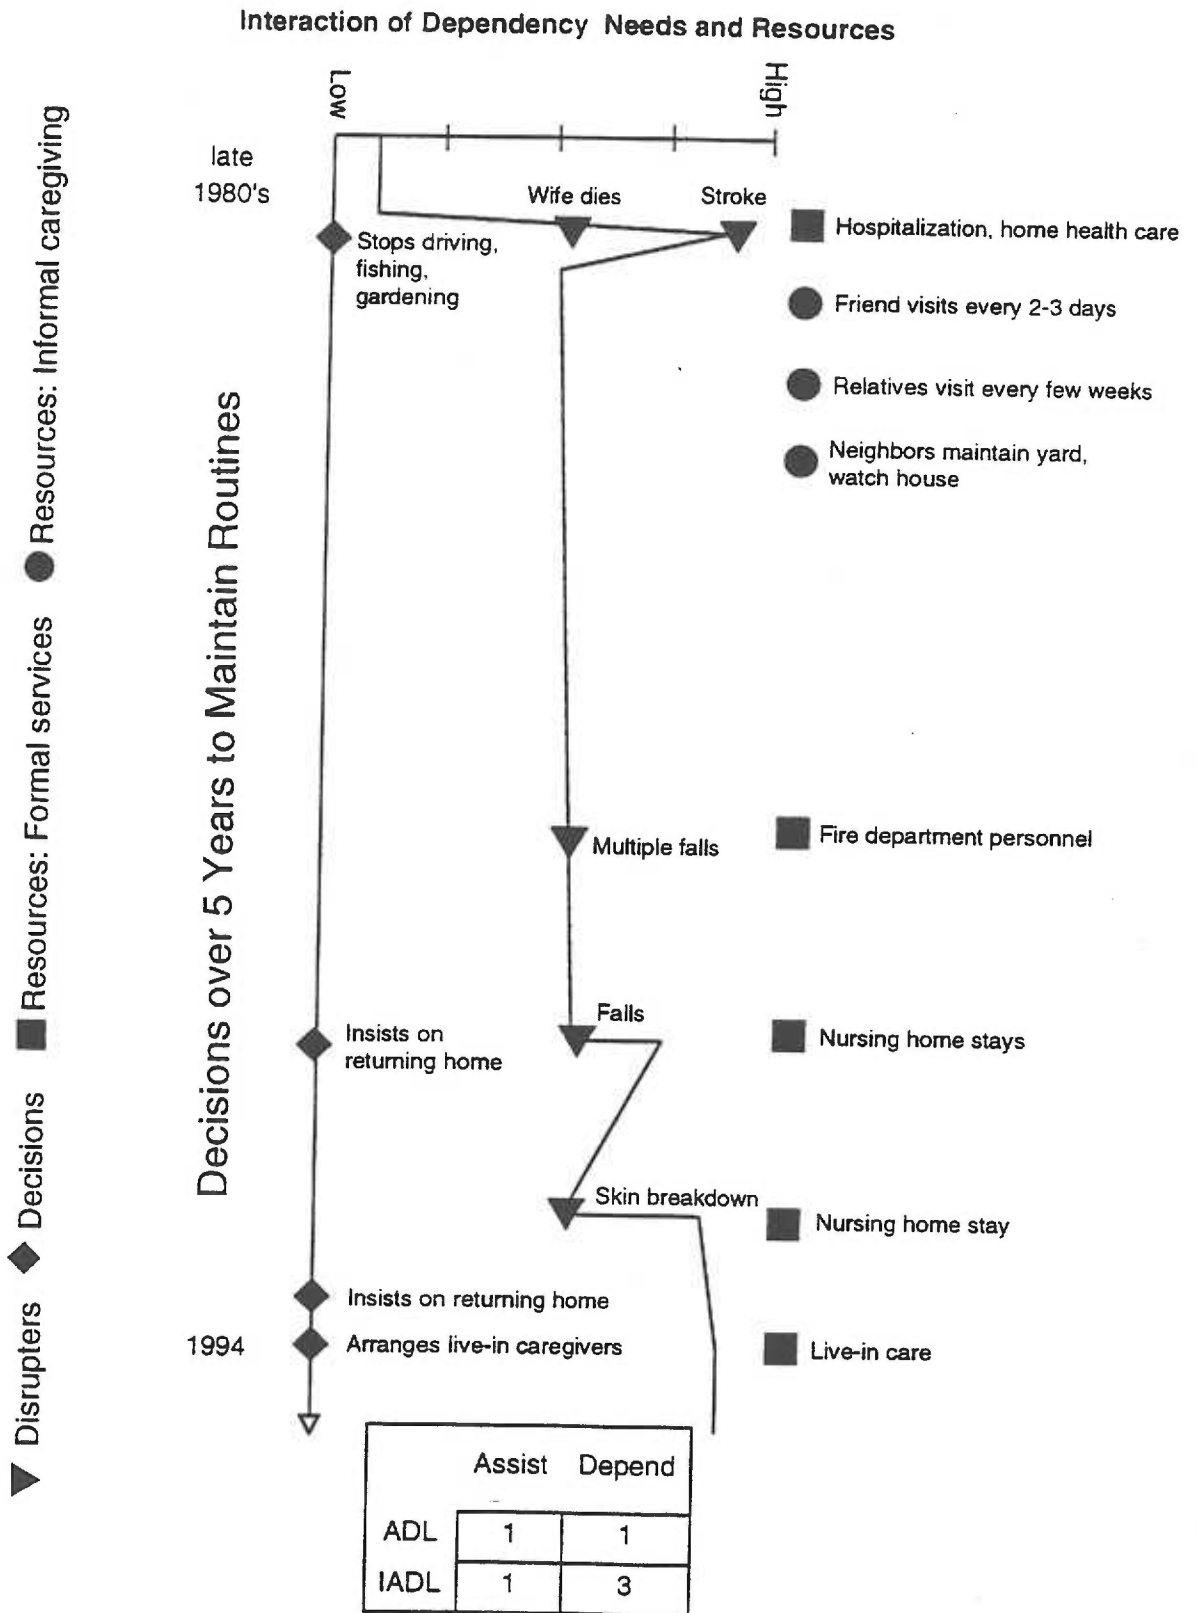 Interaction of Dependency Needs and Resources
Low
High
late
1980's
Wife dies
Stroke
Stops driving,
fishing,
gardening
Hospitalization, home health care
Friend visits every 2-3 days
Relatives visit every few weeks
Neighbors maintain yard,
watch house
Decisions over 5 Years to Maintain Routines
Multiple falls
Fire department personnel
Falls
Insists on
returning home
Nursing home stays
Skin breakdown
Nursing home stay
Insists on returning home
1994
Arranges live-in caregivers
Live-in care
Disrupters
Decisions
Resources: Formal services
Resources: Informal caregiving
Assist Depend
ADL 1 1
IADL 1 3